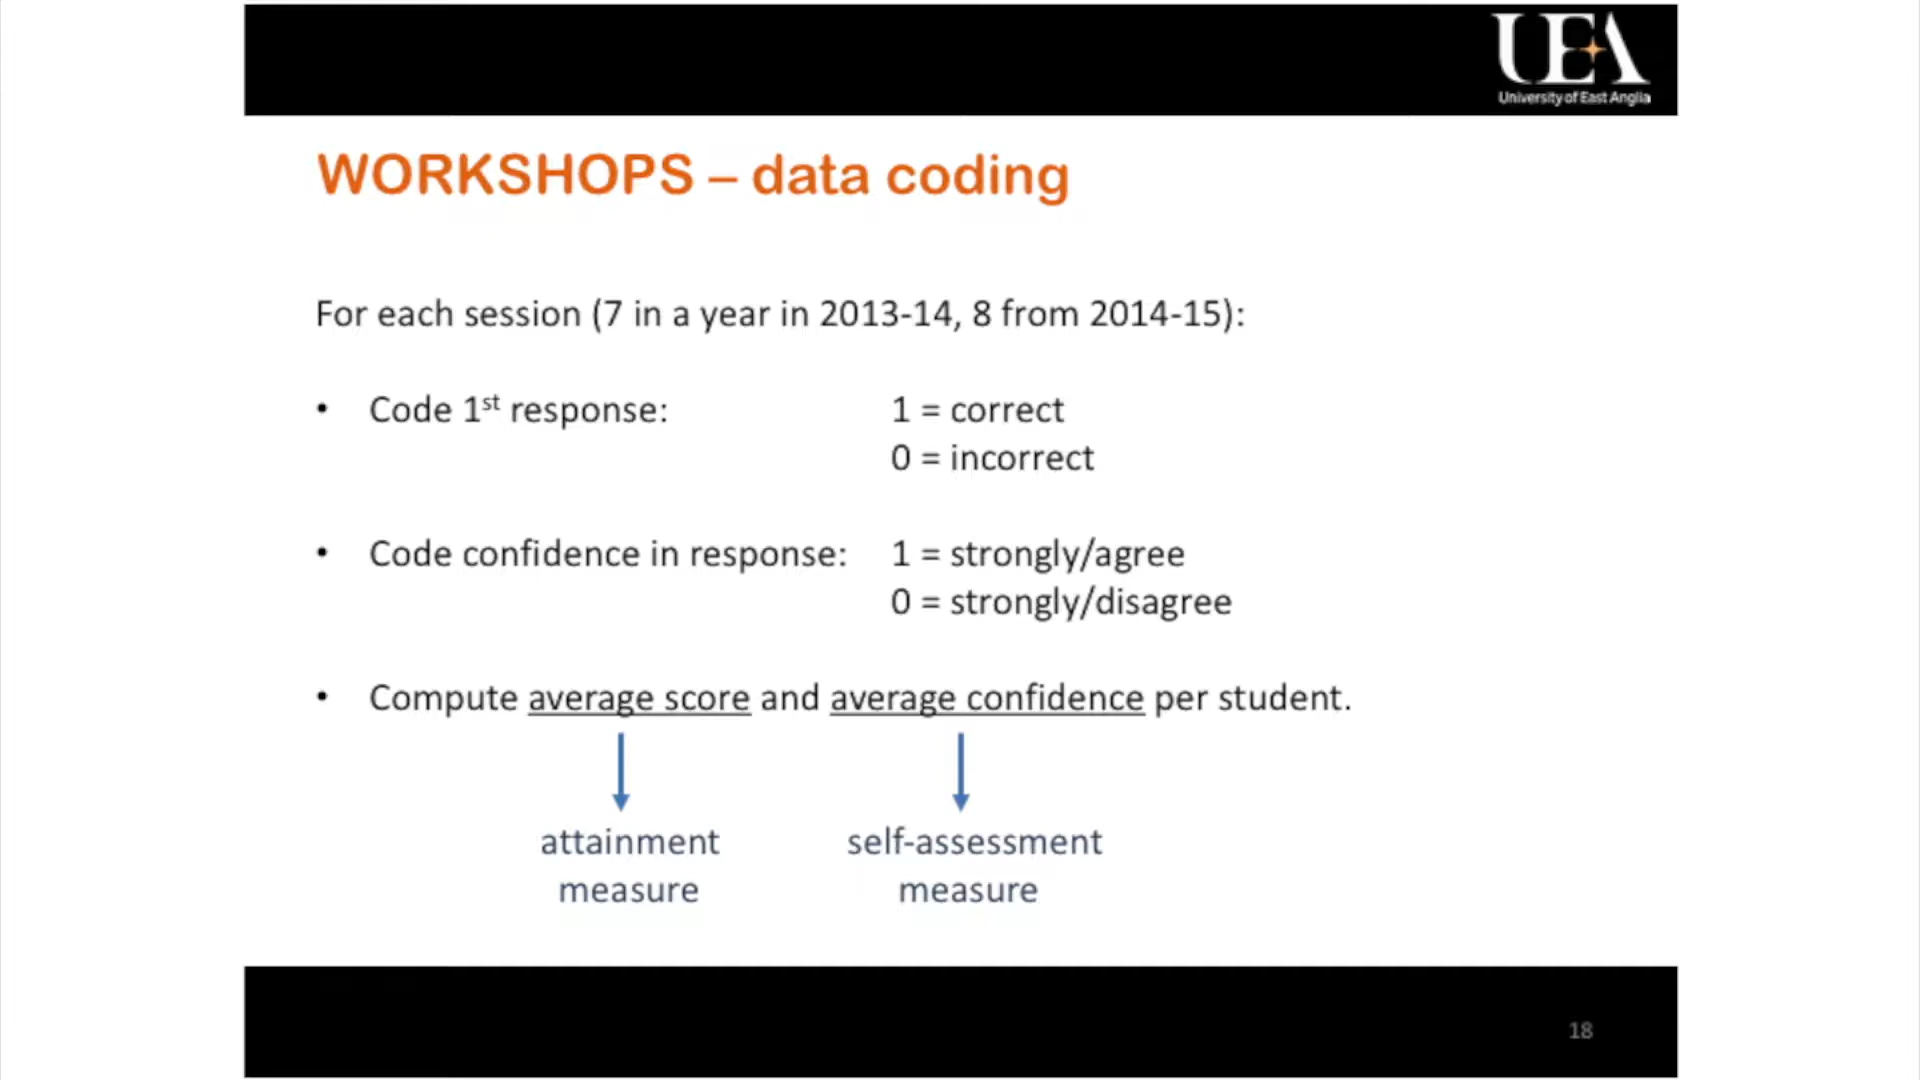 UEA
University of East Anglia
WORKSHOPS – data coding
For each session (7 in a year in 2013-14, 8 from 2014-15):
• Code 1st response: 1 = correct
0 = incorrect
• Code confidence in response: 1 = strongly/agree
0 = strongly/disagree
• Compute average score and average confidence per student.
attainment self-assessment
measure measure
18